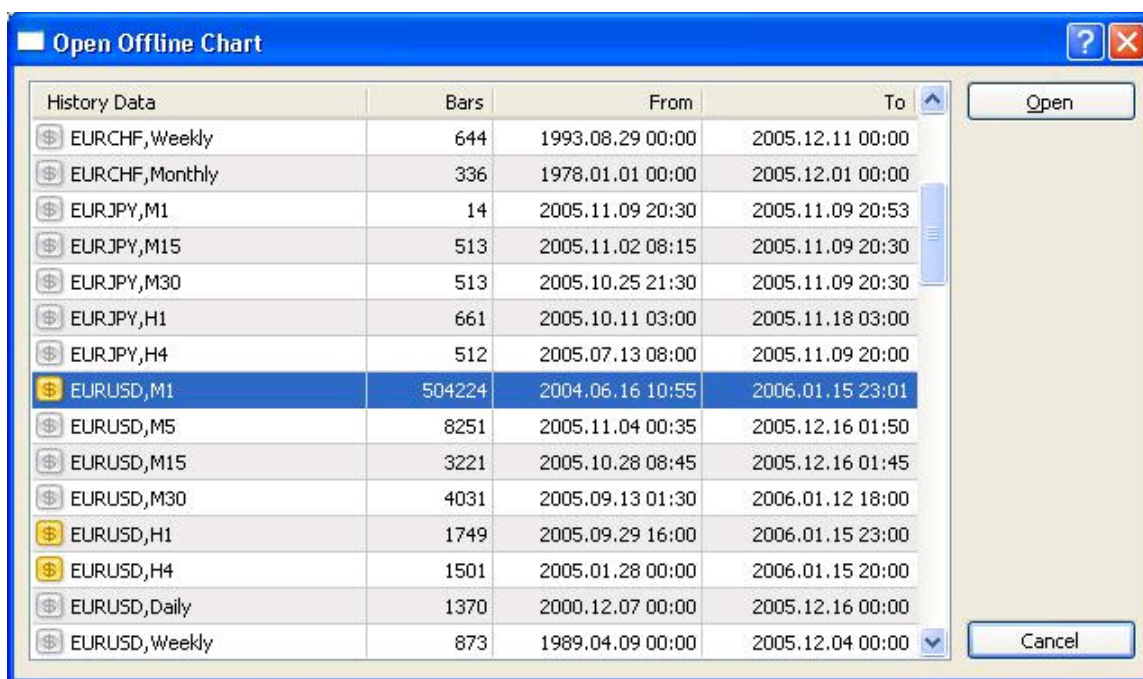 Open Offline Chart
History Data Bars From To
EURCHF,Weekly 644 1993.08.29 00:00 2005.12.11 00:00
EURCHF,Monthly 336 1978.01.01 00:00 2005.12.01 00:00
EURJPY,M1 14 2005.11.09 20:30 2005.11.09 20:53
EURJPY,M15 513 2005.11.02 08:15 2005.11.09 20:30
EURJPY,M30 513 2005.10.25 21:30 2005.11.09 20:30
EURJPY,H1 661 2005.10.11 03:00 2005.11.18 03:00
EURJPY,H4 512 2005.07.13 08:00 2005.11.09 20:00
EURUSD,M1 504224 2004.06.16 10:55 2006.01.15 23:01
EURUSD,M5 8251 2005.11.04 00:35 2005.12.16 01:50
EURUSD,M15 3221 2005.10.28 08:45 2005.12.16 01:45
EURUSD,M30 4031 2005.09.13 01:30 2006.01.12 18:00
EURUSD,H1 1749 2005.09.29 16:00 2006.01.15 23:00
EURUSD,H4 1501 2005.01.28 00:00 2006.01.15 20:00
EURUSD,Daily 1370 2000.12.07 00:00 2005.12.16 00:00
EURUSD,Weekly 873 1989.04.09 00:00 2005.12.04 00:00
Open
Cancel